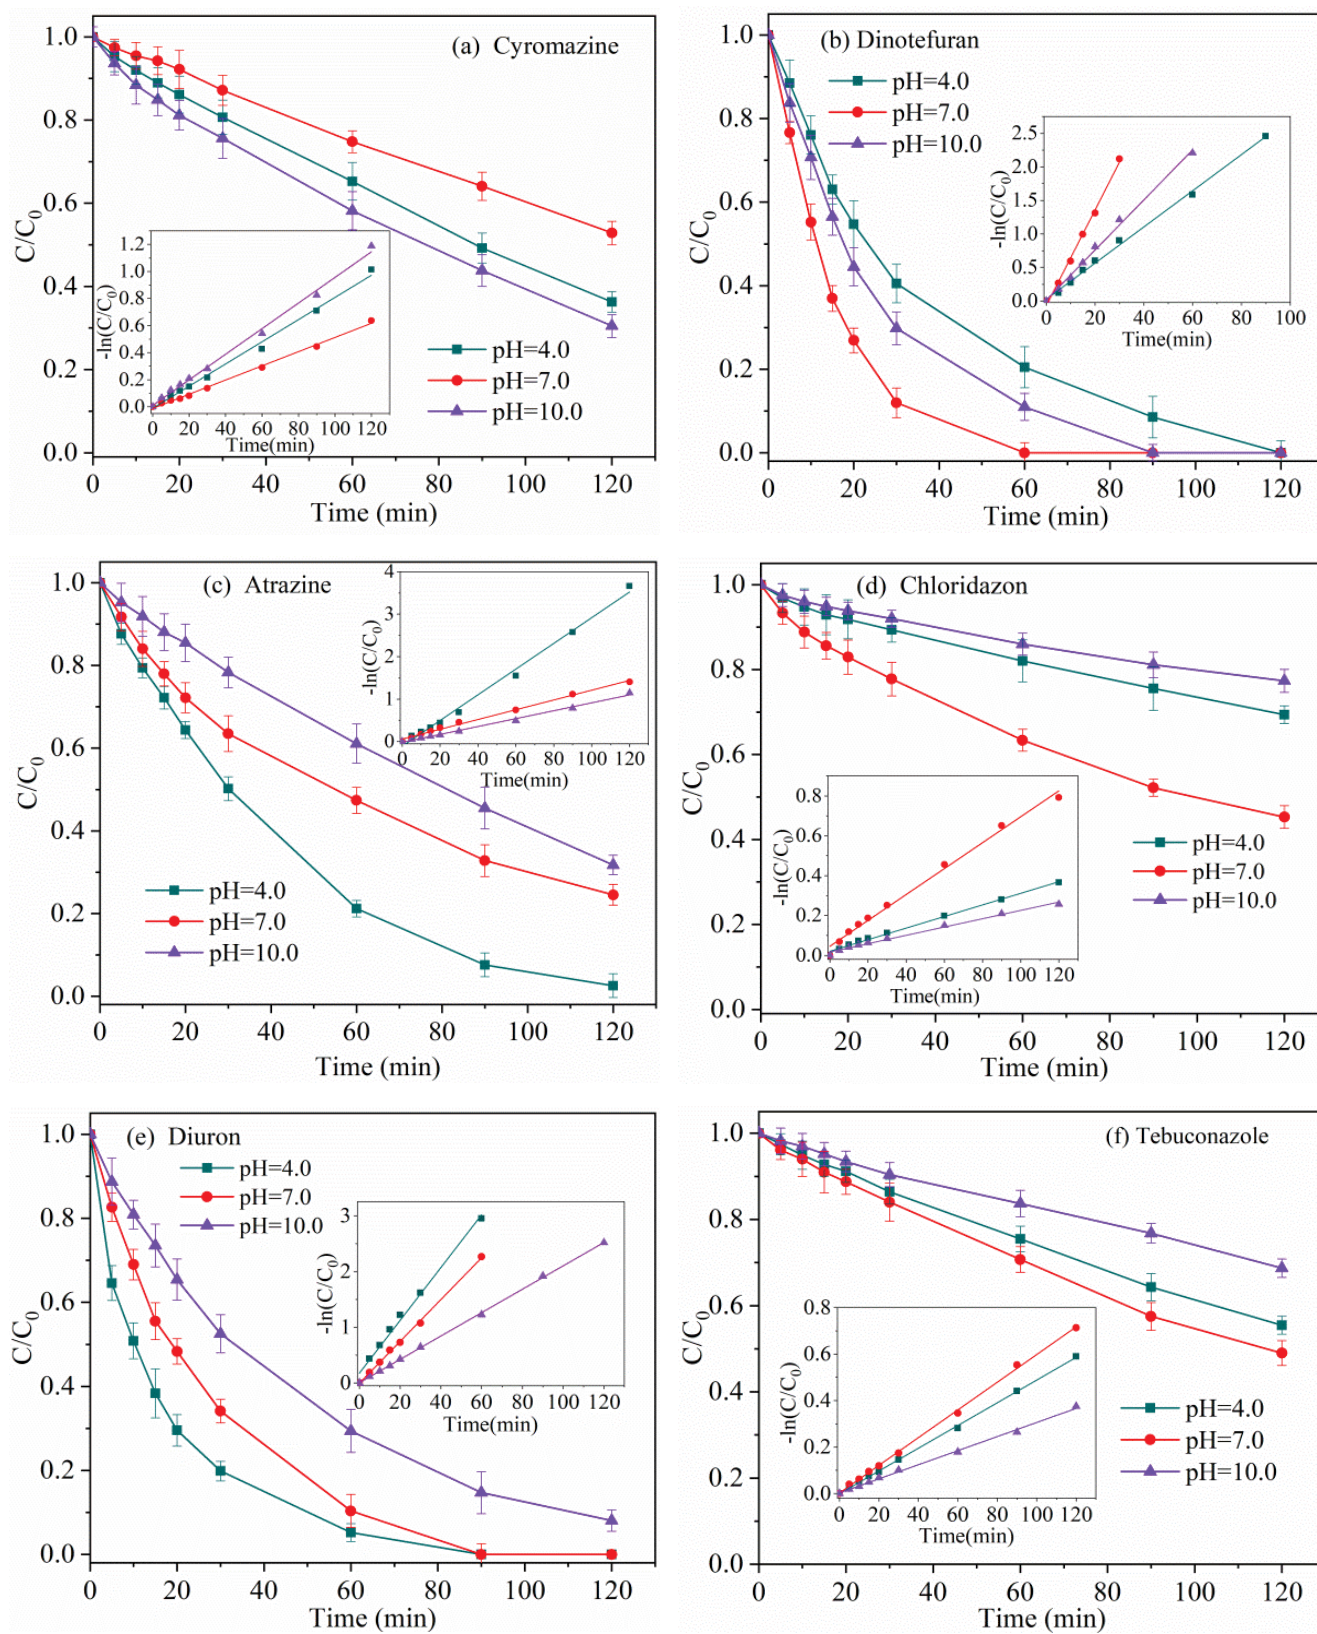 (a) Cyromazine
C/C0
1.0
0.8
0.6
0.4
0.2
0.0
0 20 40 60 80 100 120
Time (min)
pH=4.0
pH=7.0
pH=10.0
-ln(C/C0)
1.2
1.0
0.8
0.6
0.4
0.2
0.0
0 20 40 60 80 100 120
Time(min)
(b) Dinotefuran
pH=4.0
pH=7.0
pH=10.0
C/C0
1.0
0.8
0.6
0.4
0.2
0.0
0 20 40 60 80 100 120
Time (min)
-ln(C/C0)
2.5
2.0
1.5
1.0
0.5
0.0
0 20 40 60 80 100
Time(min)
(c) Atrazine
C/C0
1.0
0.8
0.6
0.4
0.2
0.0
0 20 40 60 80 100 120
Time (min)
pH=4.0
pH=7.0
pH=10.0
-ln(C/C0)
4
3
2
1
0
0 20 40 60 80 100 120
Time(min)
(d) Chloridazon
C/C0
1.0
0.8
0.6
0.4
0.2
0.0
0 20 40 60 80 100 120
Time (min)
pH=4.0
pH=7.0
pH=10.0
-ln(C/C0)
0.8
0.6
0.4
0.2
0.0
0 20 40 60 80 100 120
Time(min)
(e) Diuron
pH=4.0
pH=7.0
pH=10.0
C/C0
1.0
0.8
0.6
0.4
0.2
0.0
0 20 40 60 80 100 120
Time (min)
-ln(C/C0)
3
2
1
0
0 20 40 60 80 100 120
Time(min)
(f) Tebuconazole
C/C0
1.0
0.8
0.6
0.4
0.2
0.0
0 20 40 60 80 100 120
Time (min)
pH=4.0
pH=7.0
pH=10.0
-ln(C/C0)
0.8
0.6
0.4
0.2
0.0
0 20 40 60 80 100 120
Time(min)